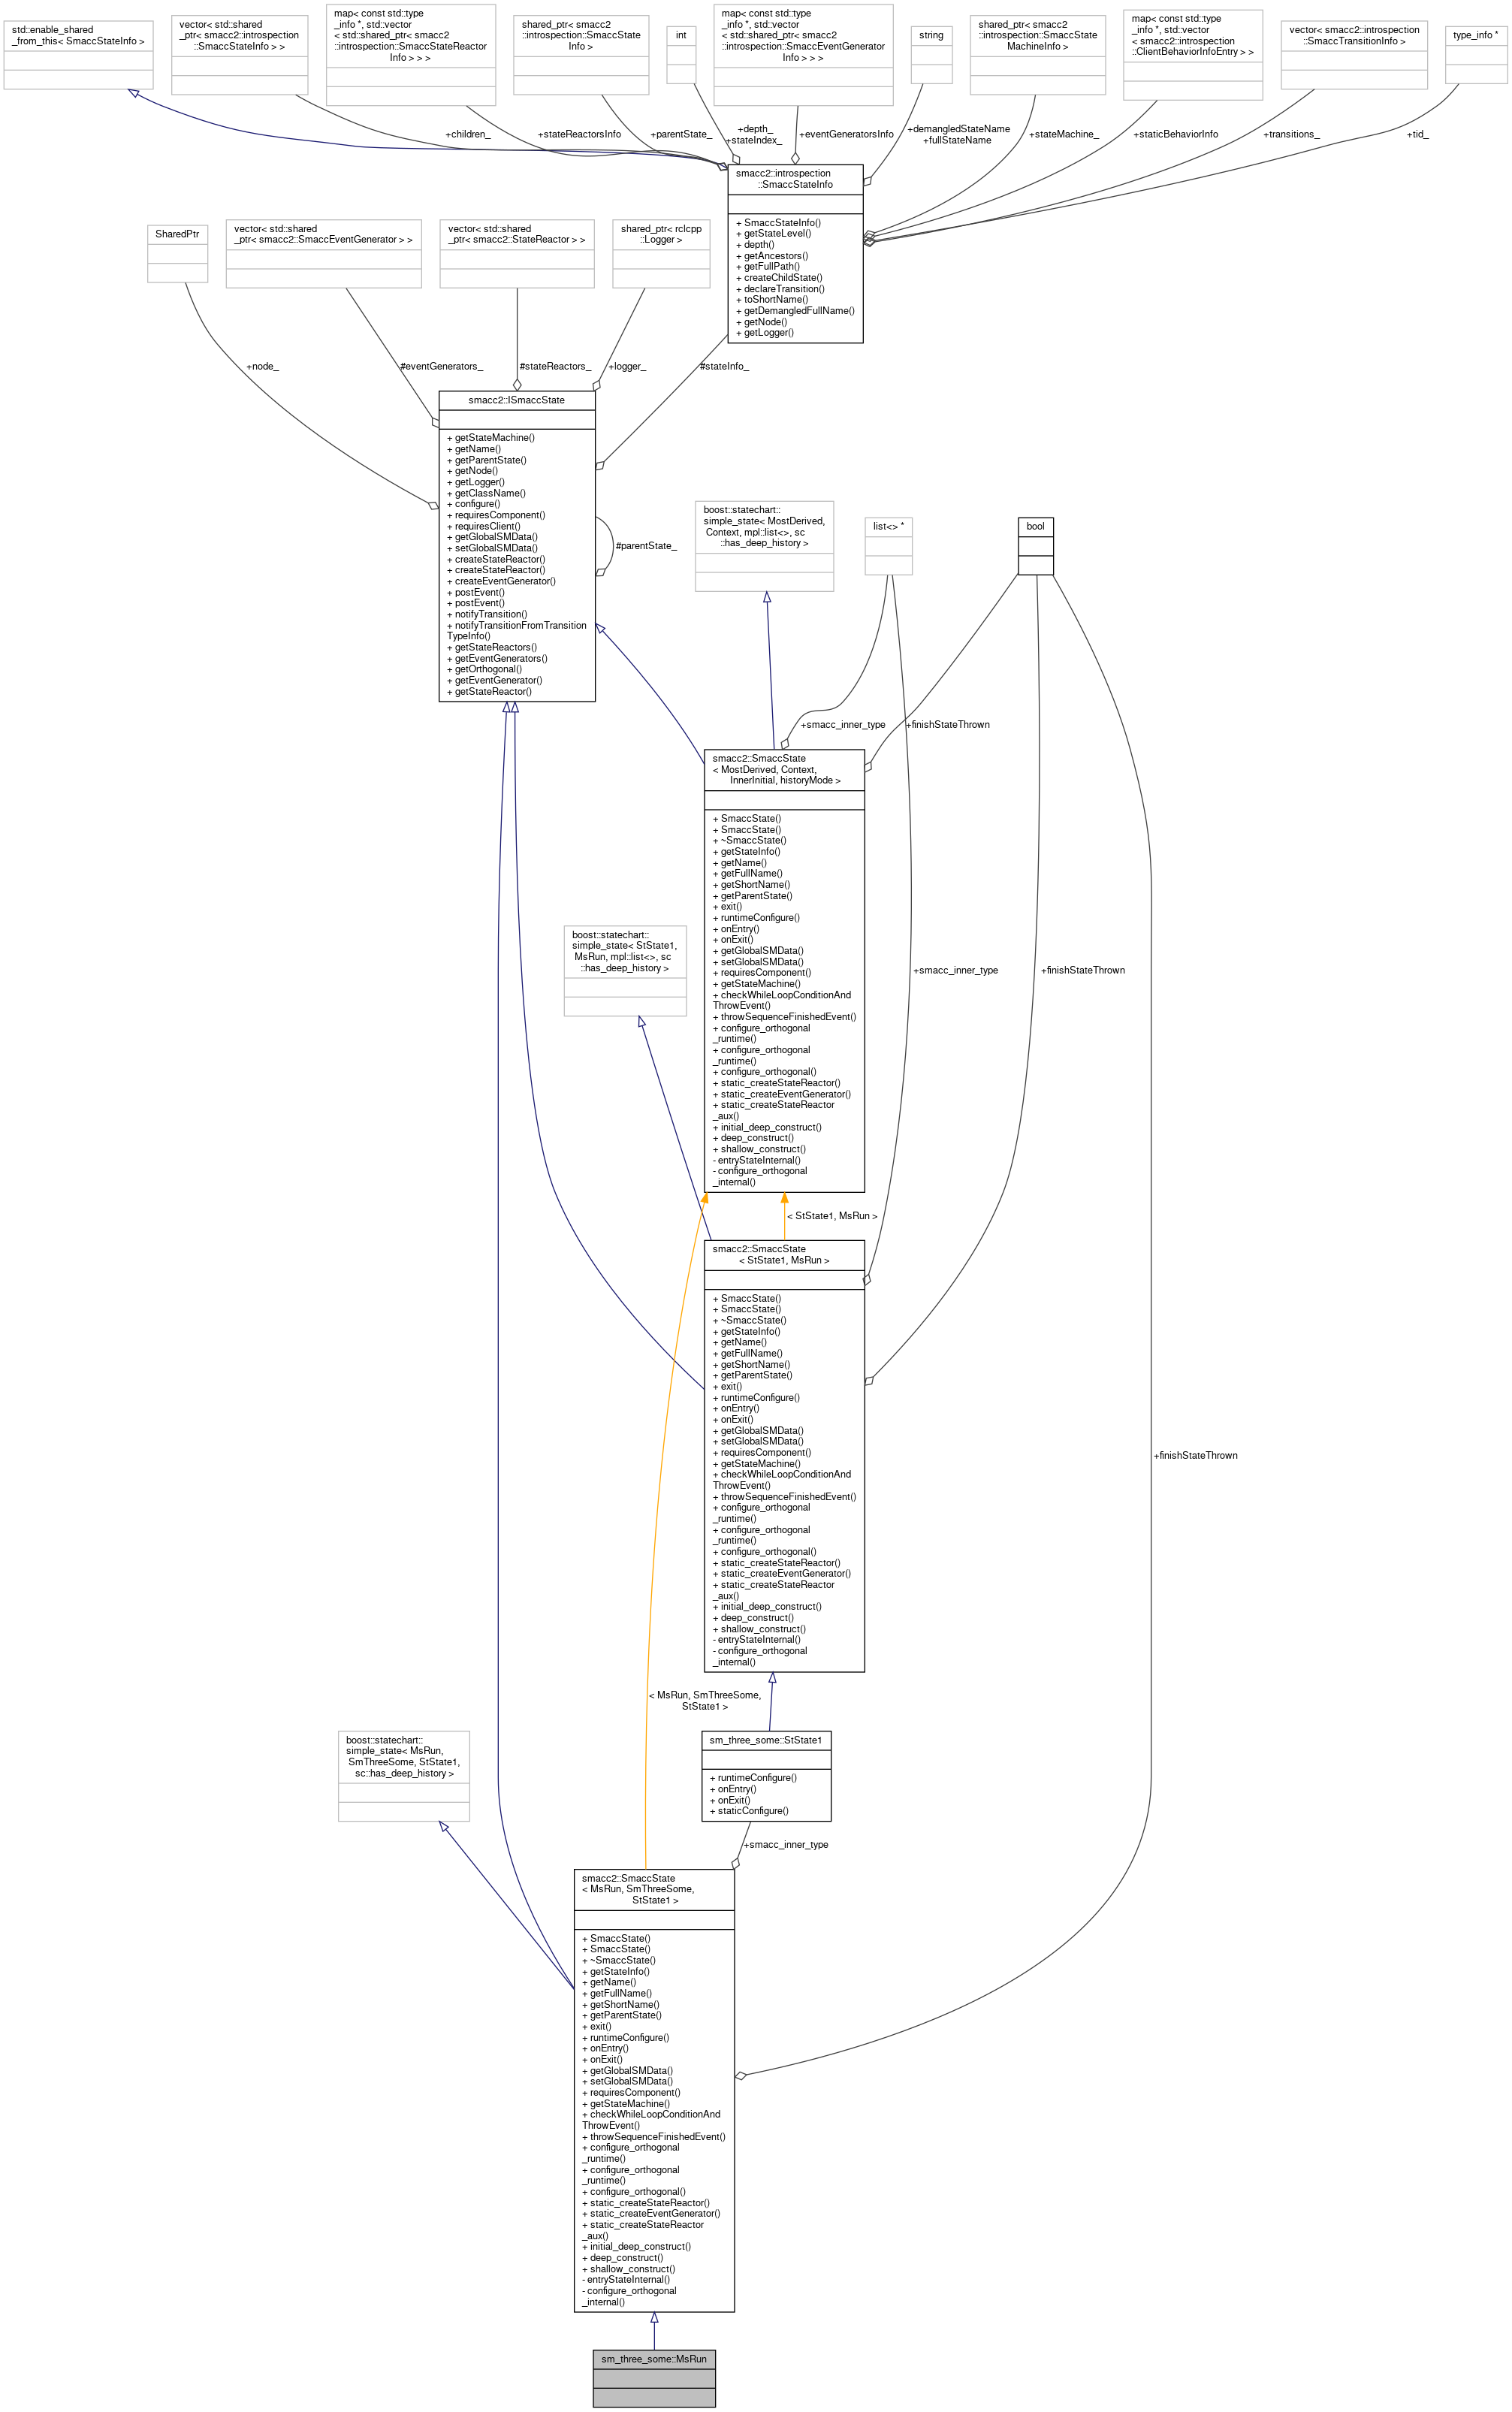 std::enable_shared
_from_this< SmaccStateInfo >
vector< std::shared
_ptr< smacc2::introspection
::SmaccStateInfo > >
map< const std::type
_info *, std::vector
< std::shared_ptr< smacc2
::introspection::SmaccStateReactor
Info > > >
shared_ptr< smacc2
::introspection::SmaccState
Info >
int
map< const std::type
_info *, std::vector
< std::shared_ptr< smacc2
::introspection::SmaccEventGenerator
Info > > >
string
shared_ptr< smacc2
::introspection::SmaccState
MachineInfo >
map< const std::type
_info *, std::vector
< smacc2::introspection
::ClientBehaviorInfoEntry > >
vector< smacc2::introspection
::SmaccTransitionInfo >
type_info *
+children_
+stateReactorsInfo
+parentState_
+depth_
+stateIndex_
+eventGeneratorsInfo
+demangledStateName
+fullStateName
+stateMachine_
+staticBehaviorInfo
+transitions_
+tid_
smacc2::introspection
::SmaccStateInfo
+ SmaccStateInfo()
+ getStateLevel()
+ depth()
+ getAncestors()
+ getFullPath()
+ createChildState()
+ declareTransition()
+ toShortName()
+ getDemangledFullName()
+ getNode()
+ getLogger()
SharedPtr
vector< std::shared
_ptr< smacc2::SmaccEventGenerator > >
vector< std::shared
_ptr< smacc2::StateReactor > >
shared_ptr< rclcpp
::Logger >
+node_
#eventGenerators_
#stateReactors_
+logger_
#stateInfo_
smacc2::ISmaccState
+ getStateMachine()
+ getName()
+ getParentState()
+ getNode()
+ getLogger()
+ getClassName()
+ configure()
+ requiresComponent()
+ requiresClient()
+ getGlobalSMData()
+ setGlobalSMData()
+ createStateReactor()
+ createStateReactor()
+ createEventGenerator()
+ postEvent()
+ postEvent()
+ notifyTransition()
+ notifyTransitionFromTransition
TypeInfo()
+ getStateReactors()
+ getEventGenerators()
+ getOrthogonal()
+ getEventGenerator()
+ getStateReactor()
#parentState_
boost::statechart::
simple_state< MostDerived,
Context, mpl::list<>, sc
::has_deep_history >
list<> *
bool
+smacc_inner_type
+finishStateThrown
smacc2::SmaccState
< MostDerived, Context,
InnerInitial, historyMode >
+ SmaccState()
+ SmaccState()
+ ~SmaccState()
+ getStateInfo()
+ getName()
+ getFullName()
+ getShortName()
+ getParentState()
+ exit()
+ runtimeConfigure()
+ onEntry()
+ onExit()
+ getGlobalSMData()
+ setGlobalSMData()
+ requiresComponent()
+ getStateMachine()
+ checkWhileLoopConditionAnd
ThrowEvent()
+ throwSequenceFinishedEvent()
+ configure_orthogonal
_runtime()
+ configure_orthogonal
_runtime()
+ configure_orthogonal()
+ static_createStateReactor()
+ static_createEventGenerator()
+ static_createStateReactor
_aux()
+ initial_deep_construct()
+ deep_construct()
+ shallow_construct()
- entryStateInternal()
- configure_orthogonal
_internal()
boost::statechart::
simple_state< StState1,
MsRun, mpl::list<>, sc
::has_deep_history >
+smacc_inner_type
+finishStateThrown
< StState1, MsRun >
smacc2::SmaccState
< StState1, MsRun >
+ SmaccState()
+ SmaccState()
+ ~SmaccState()
+ getStateInfo()
+ getName()
+ getFullName()
+ getShortName()
+ getParentState()
+ exit()
+ runtimeConfigure()
+ onEntry()
+ onExit()
+ getGlobalSMData()
+ setGlobalSMData()
+ requiresComponent()
+ getStateMachine()
+ checkWhileLoopConditionAnd
ThrowEvent()
+ throwSequenceFinishedEvent()
+ configure_orthogonal
_runtime()
+ configure_orthogonal
_runtime()
+ configure_orthogonal()
+ static_createStateReactor()
+ static_createEventGenerator()
+ static_createStateReactor
_aux()
+ initial_deep_construct()
+ deep_construct()
+ shallow_construct()
- entryStateInternal()
- configure_orthogonal
_internal()
+finishStateThrown
< MsRun, SmThreeSome,
StState1 >
boost::statechart::
simple_state< MsRun,
SmThreeSome, StState1,
sc::has_deep_history >
sm_three_some::StState1
+ runtimeConfigure()
+ onEntry()
+ onExit()
+ staticConfigure()
+smacc_inner_type
smacc2::SmaccState
< MsRun, SmThreeSome,
StState1 >
+ SmaccState()
+ SmaccState()
+ ~SmaccState()
+ getStateInfo()
+ getName()
+ getFullName()
+ getShortName()
+ getParentState()
+ exit()
+ runtimeConfigure()
+ onEntry()
+ onExit()
+ getGlobalSMData()
+ setGlobalSMData()
+ requiresComponent()
+ getStateMachine()
+ checkWhileLoopConditionAnd
ThrowEvent()
+ throwSequenceFinishedEvent()
+ configure_orthogonal
_runtime()
+ configure_orthogonal
_runtime()
+ configure_orthogonal()
+ static_createStateReactor()
+ static_createEventGenerator()
+ static_createStateReactor
_aux()
+ initial_deep_construct()
+ deep_construct()
+ shallow_construct()
- entryStateInternal()
- configure_orthogonal
_internal()
sm_three_some::MsRun